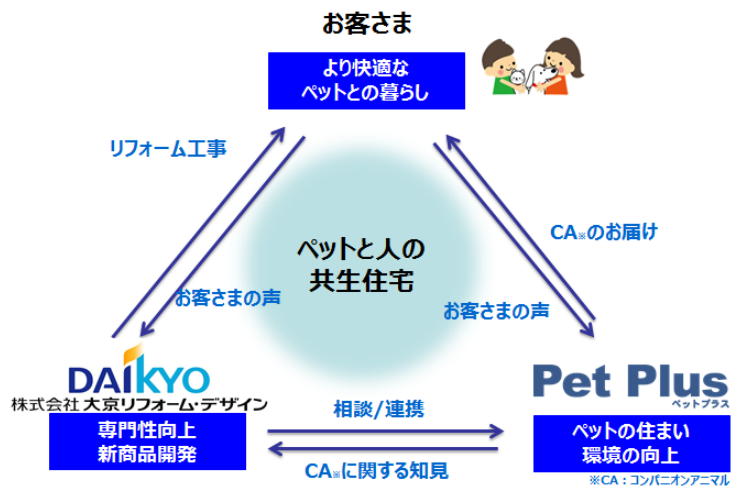 お客さま
より快適な
ペットとの暮らし
リフォーム工事
CA※のお届け
ペットと人の
共生住宅
お客さまの声
お客さまの声
DAIKYO
株式会社 大京リフォーム・デザイン
Pet Plus
ペットプラス
専門性向上
新商品開発
相談/連携
CA※に関する知見
ペットの住まい
環境の向上
※CA：コンパニオンアニマル